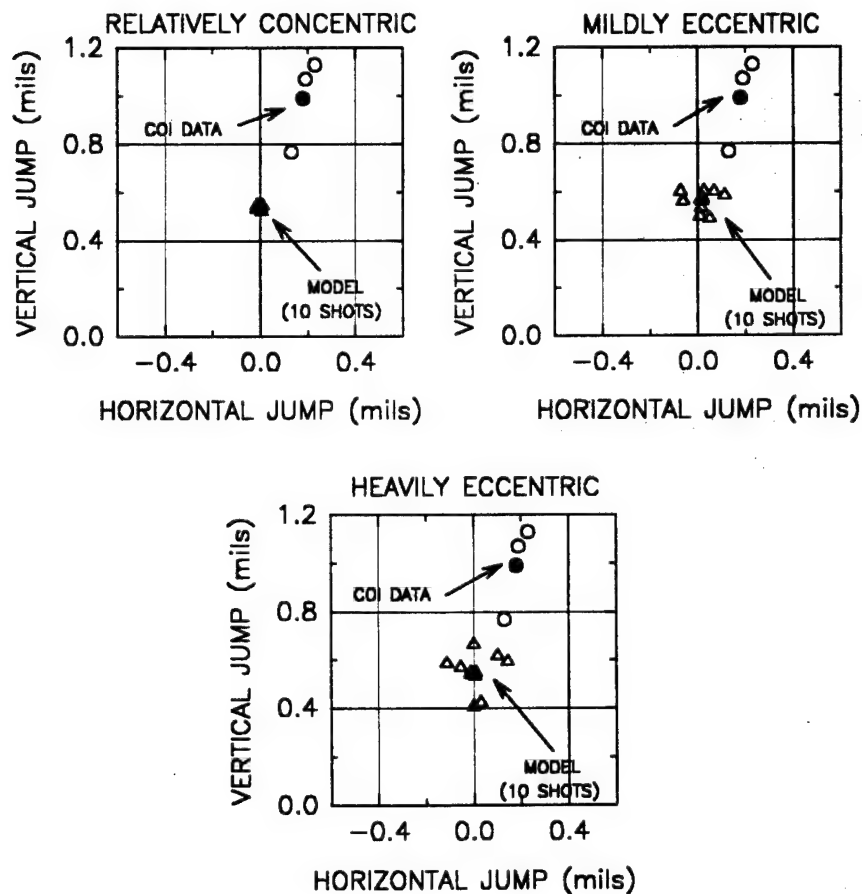 RELATIVELY CONCENTRIC
VERTICAL JUMP (mils)
1.2
0.8
0.4
0.0
COI DATA
MODEL
(10 SHOTS)
−0.4
0.0
0.4
HORIZONTAL JUMP (mils)
MILDLY ECCENTRIC
VERTICAL JUMP (mils)
1.2
0.8
0.4
0.0
COI DATA
MODEL
(10 SHOTS)
−0.4
0.0
0.4
HORIZONTAL JUMP (mils)
HEAVILY ECCENTRIC
VERTICAL JUMP (mils)
1.2
0.8
0.4
0.0
COI DATA
MODEL
(10 SHOTS)
−0.4
0.0
0.4
HORIZONTAL JUMP (mils)